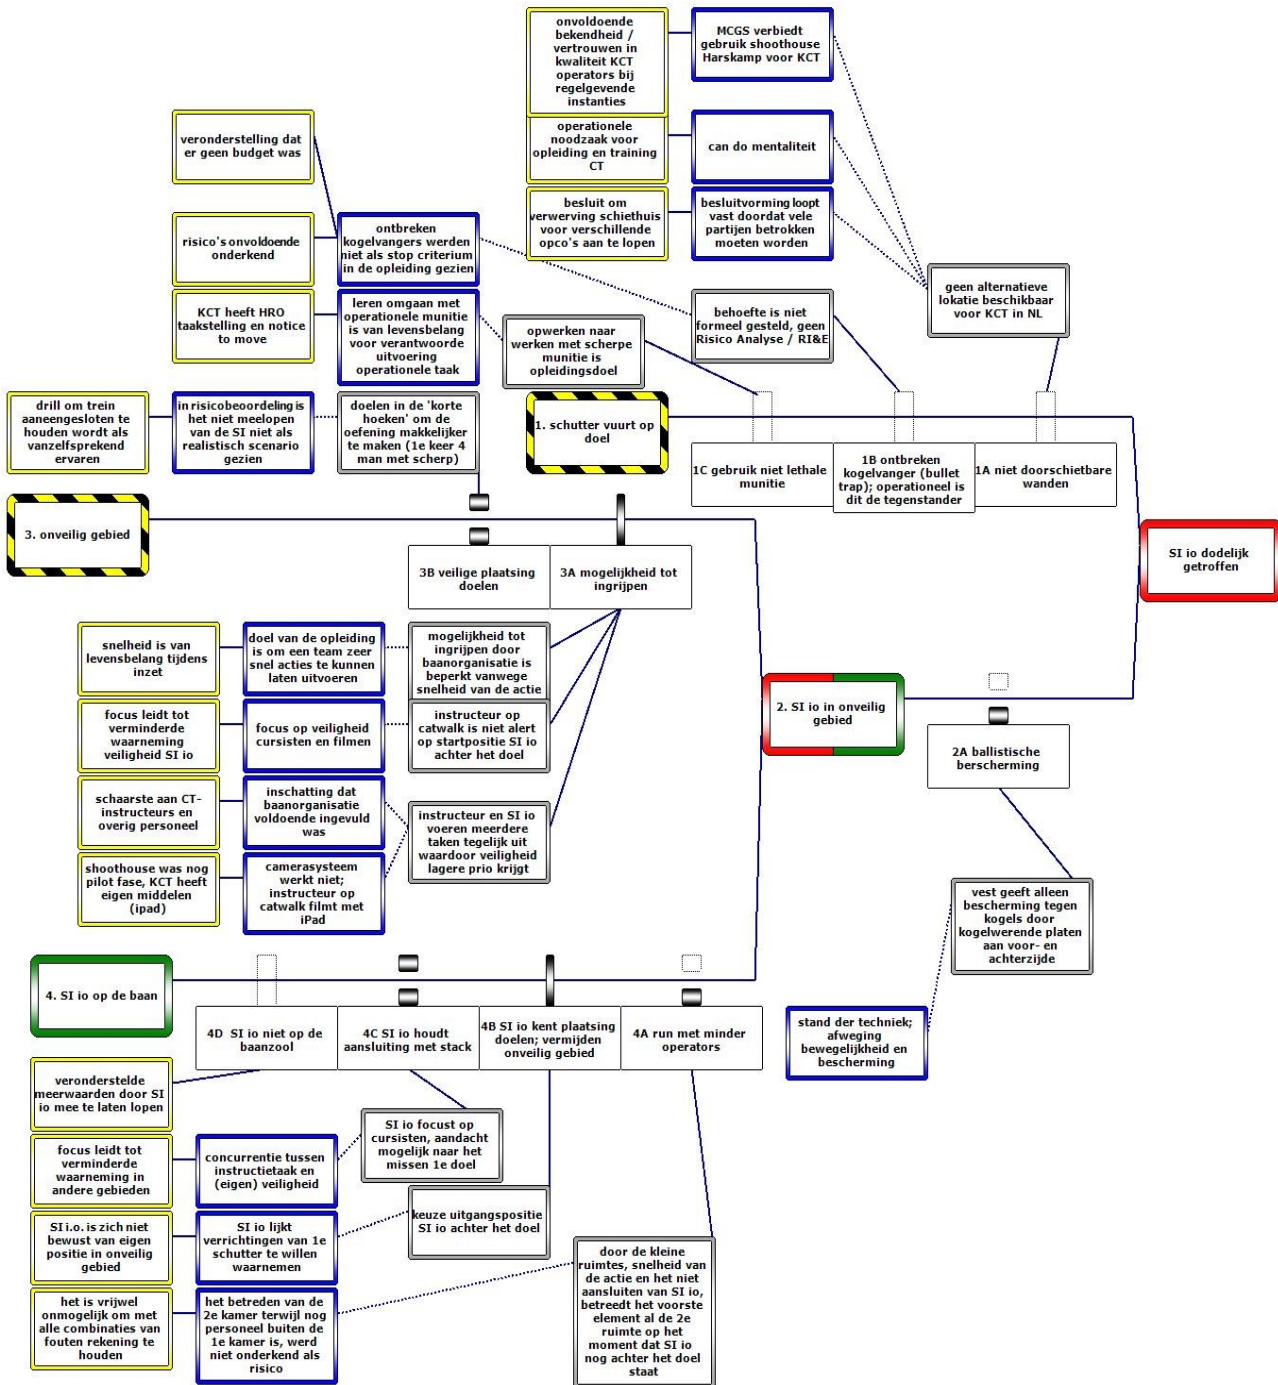 onvoldoende
bekendheid /
vertrouwen in
kwaliteit KCT
operators bij
regelgevende
instanties
MCGS verbiedt
gebruik shoothouse
Harskamp voor KCT
operationele
noodzaak voor
opleiding en training
CT
can do mentaliteit
besluit om
verwerving schiethuis
voor verschillende
opco's aan te lopen
besluitvorming loopt
vast doordat vele
partijen betrokken
moeten worden
veronderstelling dat
er geen budget was
risico's onvoldoende
onderkend
ontbreken
kogelvangers werden
niet als stop criterium
in de opleiding gezien
KCT heeft HRO
taakstelling en notice
to move
leren omgaan met
operationele munitie
is van levensbelang
voor verantwoorde
uitvoering
operationele taak
opwerken naar
werken met scherpe
munitie is
opleidingsdoel
behoefte is niet
formeel gesteld, geen
Risico Analyse / RI&E
geen alternatieve
lokatie beschikbaar
voor KCT in NL
drill om trein
aaneengesloten te
houden wordt als
vanzelfsprekend
ervaren
in risicobeoordeling is
het niet meelopen
van de SI niet als
realistisch scenario
gezien
doelen in de 'korte
hoeken' om de
oefening makkelijker
te maken (1e keer 4
man met scherp)
1. schutter vuurt op
doel
1C gebruik niet lethale
munitie
1B ontbreken
kogelvanger (bullet
trap); operationeel is
dit de tegenstander
1A niet doorschietbare
wanden
3. onveilig gebied
3B veilige plaatsing
doelen
3A mogelijkheid tot
ingrijpen
SI io dodelijk
getroffen
snelheid is van
levensbelang tijdens
inzet
doel van de opleiding
is om een team zeer
snel acties te kunnen
laten uitvoeren
mogelijkheid tot
ingrijpen door
baanorganisatie is
beperkt vanwege
snelheid van de actie
focus leidt tot
verminderde
waarneming
veiligheid SI io
focus op veiligheid
cursisten en filmen
instructeur op
catwalk is niet alert
op startpositie SI io
achter het doel
2. SI io in onveilig
gebied
2A ballistische
berscherming
schaarste aan CT-
instructeurs en
overig personeel
inschatting dat
baanorganisatie
voldoende ingevuld
was
instructeur en SI io
voeren meerdere
taken tegelijk uit
waardoor veiligheid
lagere prio krijgt
shoothouse was nog
pilot fase, KCT heeft
eigen middelen
(ipad)
camerasysteem
werkt niet;
instructeur op
catwalk filmt met
iPad
vest geeft alleen
bescherming tegen
kogels door
kogelwerende platen
aan voor- en
achterzijde
4. SI io op de baan
4D  SI io niet op de
baanzool
4C SI io houdt
aansluiting met stack
4B SI io kent plaatsing
doelen; vermijden
onveilig gebied
4A run met minder
operators
stand der techniek;
afweging
bewegelijkheid en
bescherming
veronderstelde
meerwaarden door SI
io mee te laten lopen
focus leidt tot
verminderde
waarneming in
andere gebieden
concurrentie tussen
instructietaak en
(eigen) veiligheid
SI io focust op
cursisten, aandacht
mogelijk naar het
missen 1e doel
SI i.o. is zich niet
bewust van eigen
positie in onveilig
gebied
SI io lijkt
verrichtingen van 1e
schutter te willen
waarnemen
keuze uitgangspositie
SI io achter het doel
het is vrijwel
onmogelijk om met
alle combinaties van
fouten rekening te
houden
het betreden van de
2e kamer terwijl nog
personeel buiten de
1e kamer is, werd
niet onderkend als
risico
door de kleine
ruimtes, snelheid van
de actie en het niet
aansluiten van SI io,
betreedt het voorste
element al de 2e
ruimte op het
moment dat SI io
nog achter het doel
staat